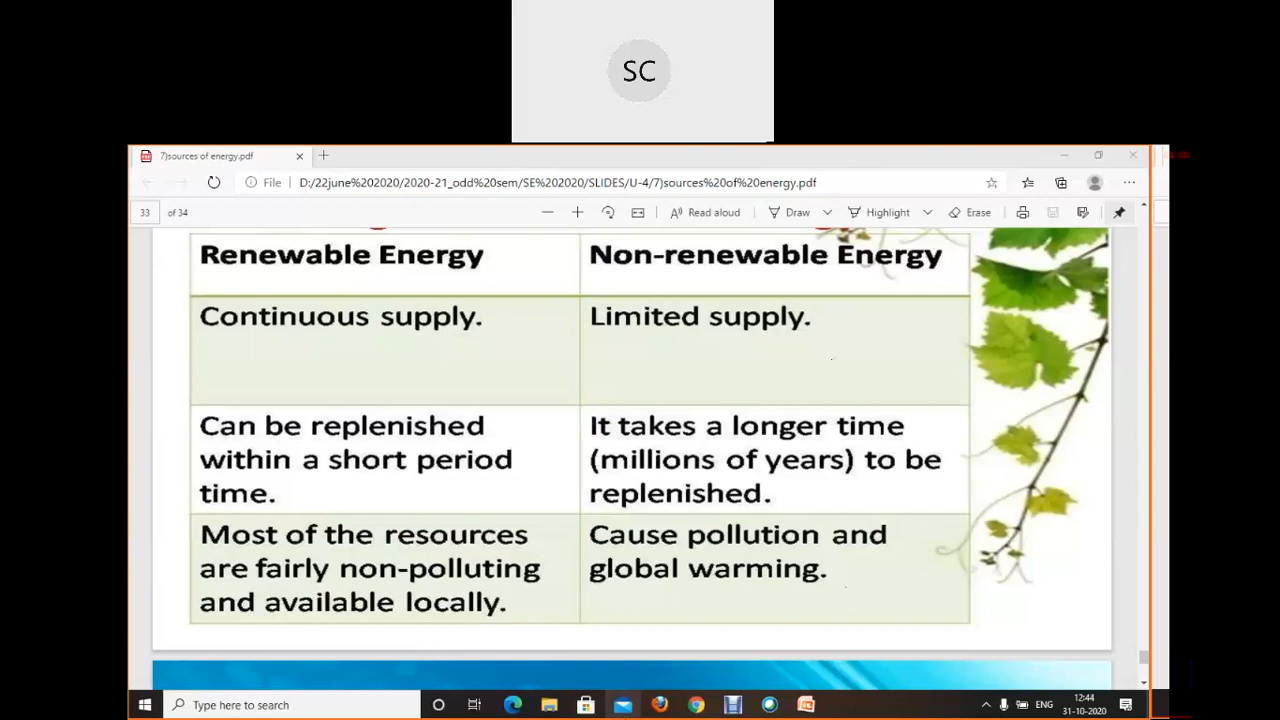 SC
7)sources of energy.pdf
File D:/22june%202020/2020-21_odd%20sem/SE%202020/SLIDES/U-4/7)sources%20of%20energy.pdf
33 of 34 Read aloud Draw Highlight Erase
Renewable Energy Non-renewable Energy
Continuous supply. Limited supply.
Can be replenished
within a short period
time.
It takes a longer time
(millions of years) to be
replenished.
Most of the resources
are fairly non-polluting
and available locally.
Cause pollution and
global warming.
Type here to search
ENG
12:44
31-10-2020